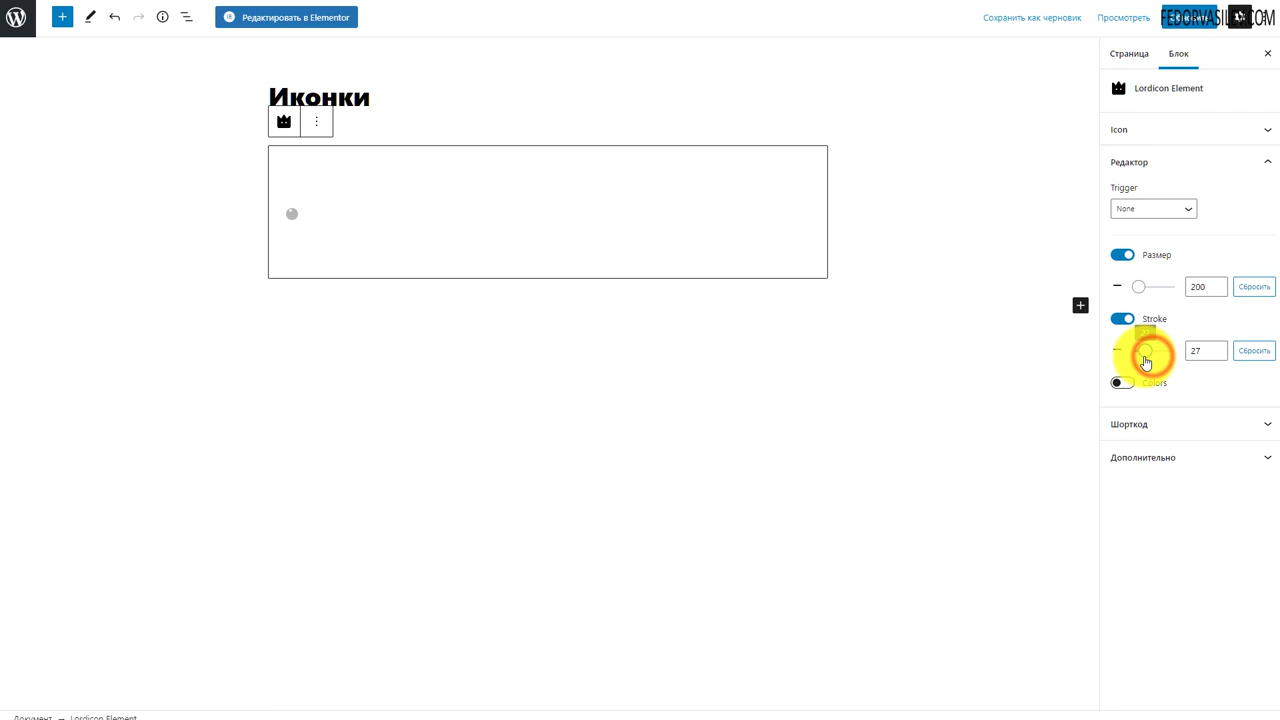 Редактировать в Elementor
Сохранить как черновик
Просмотреть
FEDORVASILEV.COM
Страница
Блок
Иконки
Lordicon Element
Icon
Редактор
Trigger
None
Размер
200
Сбросить
Stroke
27
Сбросить
Colors
Шорткод
Дополнительно
Документ → Lordicon Element